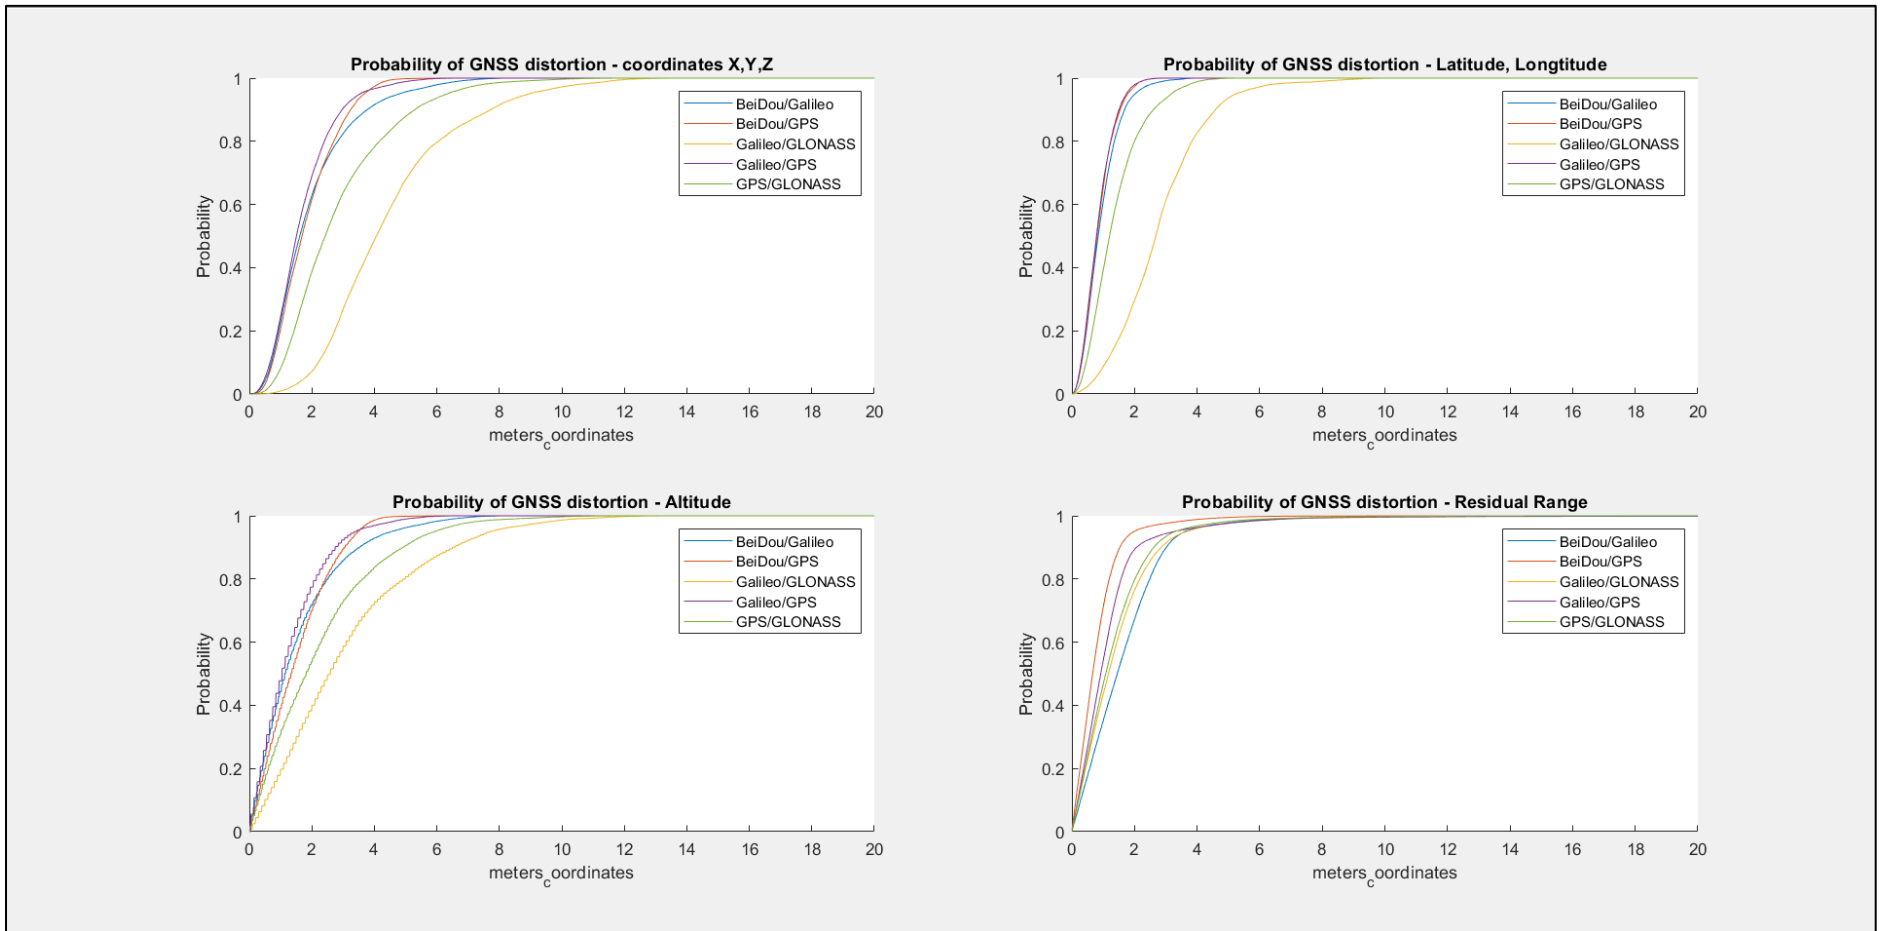 Probability of GNSS distortion - coordinates X,Y,Z
1
0.8
0.6
0.4
0.2
0
Probability
0 2 4 6 8 10 12 14 16 18 20
meters_coordinates
BeiDou/Galileo
BeiDou/GPS
Galileo/GLONASS
Galileo/GPS
GPS/GLONASS
Probability of GNSS distortion - Latitude, Longtitude
1
0.8
0.6
0.4
0.2
0
Probability
0 2 4 6 8 10 12 14 16 18 20
meters_coordinates
BeiDou/Galileo
BeiDou/GPS
Galileo/GLONASS
Galileo/GPS
GPS/GLONASS
Probability of GNSS distortion - Altitude
1
0.8
0.6
0.4
0.2
0
Probability
0 2 4 6 8 10 12 14 16 18 20
meters_coordinates
BeiDou/Galileo
BeiDou/GPS
Galileo/GLONASS
Galileo/GPS
GPS/GLONASS
Probability of GNSS distortion - Residual Range
1
0.8
0.6
0.4
0.2
0
Probability
0 2 4 6 8 10 12 14 16 18 20
meters_coordinates
BeiDou/Galileo
BeiDou/GPS
Galileo/GLONASS
Galileo/GPS
GPS/GLONASS